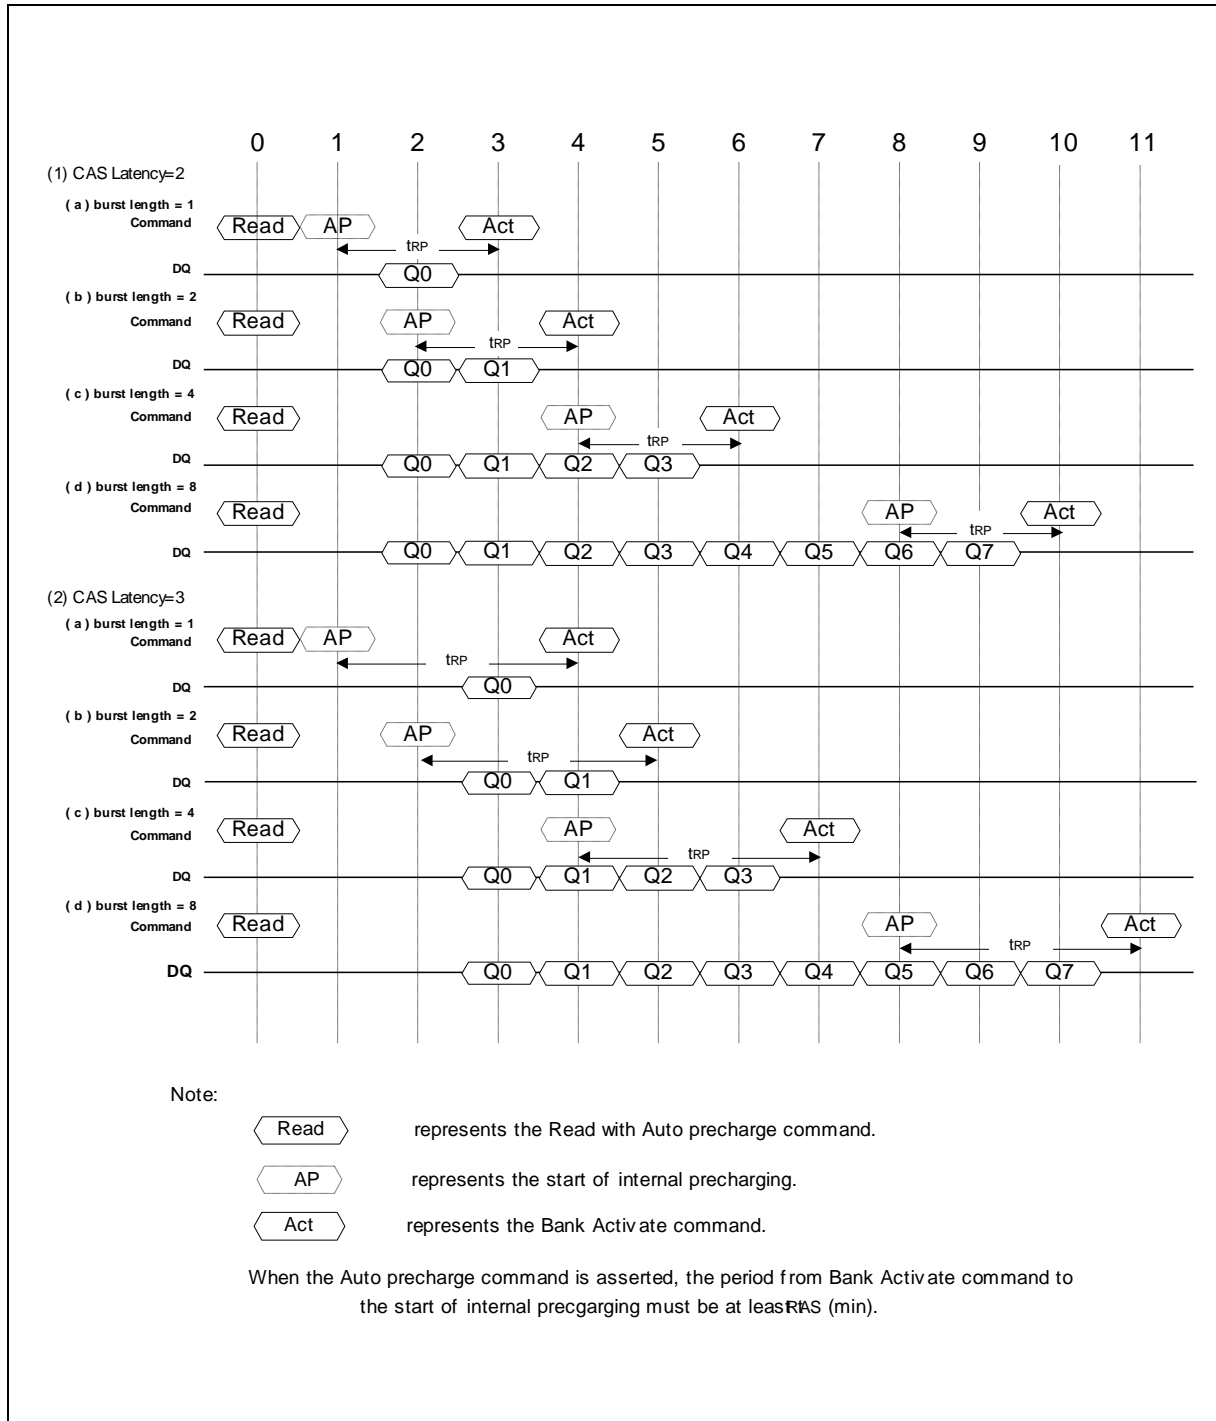 0 1 2 3 4 5 6 7 8 9 10 11
(1) CAS Latency=2
( a ) burst length = 1
Command Read AP Act
tRP
DQ Q0
( b ) burst length = 2
Command Read AP Act
tRP
DQ Q0 Q1
( c ) burst length = 4
Command Read AP Act
tRP
DQ Q0 Q1 Q2 Q3
( d ) burst length = 8
Command Read AP Act
tRP
DQ Q0 Q1 Q2 Q3 Q4 Q5 Q6 Q7
(2) CAS Latency=3
( a ) burst length = 1
Command Read AP Act
tRP
DQ Q0
( b ) burst length = 2
Command Read AP Act
tRP
DQ Q0 Q1
( c ) burst length = 4
Command Read AP Act
tRP
DQ Q0 Q1 Q2 Q3
( d ) burst length = 8
Command Read AP Act
tRP
DQ Q0 Q1 Q2 Q3 Q4 Q5 Q6 Q7
Note:
Read represents the Read with Auto precharge command.
AP represents the start of internal precharging.
Act represents the Bank Activate command.
When the Auto precharge command is asserted, the period from Bank Activate command to
the start of internal precgarging must be at least tRAS (min).